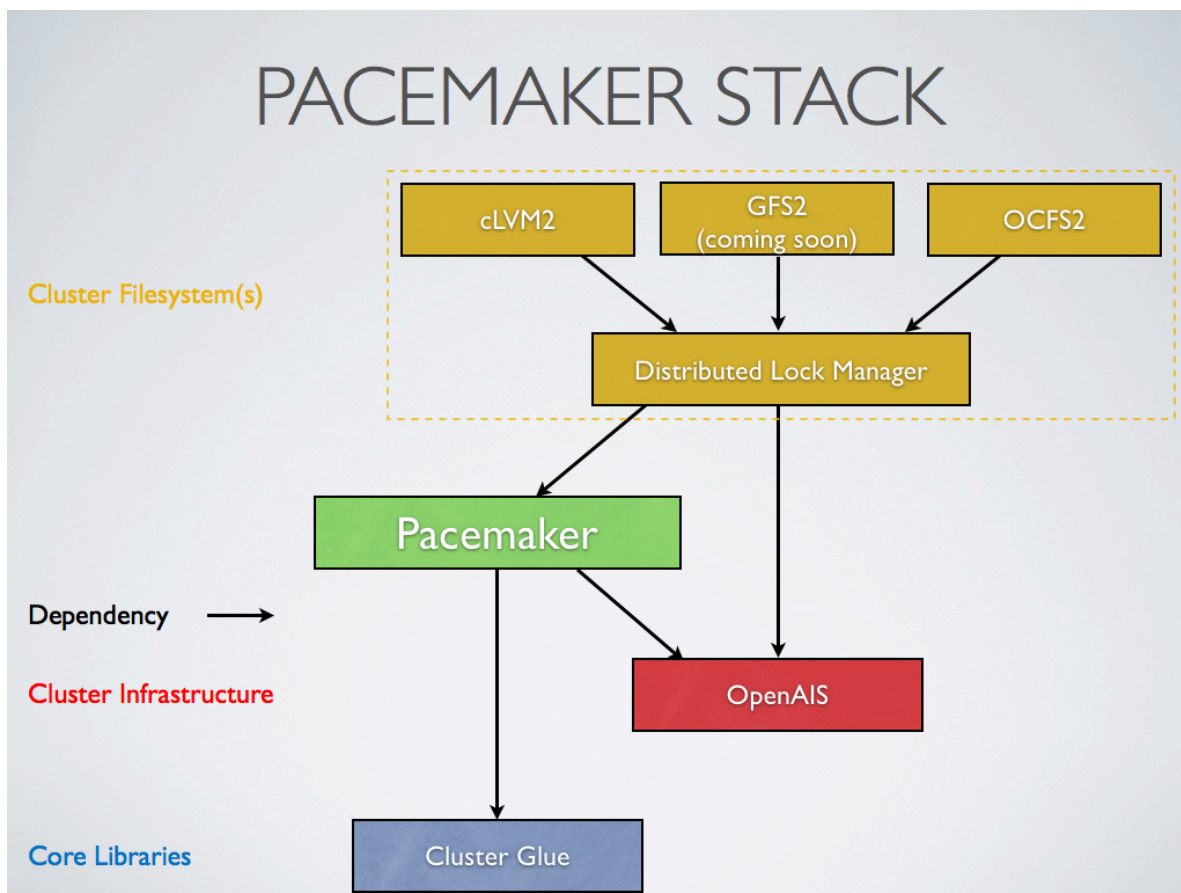 PACEMAKER STACK
cLVM2
GFS2
(coming soon)
OCFS2
Cluster Filesystem(s)
Distributed Lock Manager
Pacemaker
Dependency
Cluster Infrastructure
OpenAIS
Core Libraries
Cluster Glue